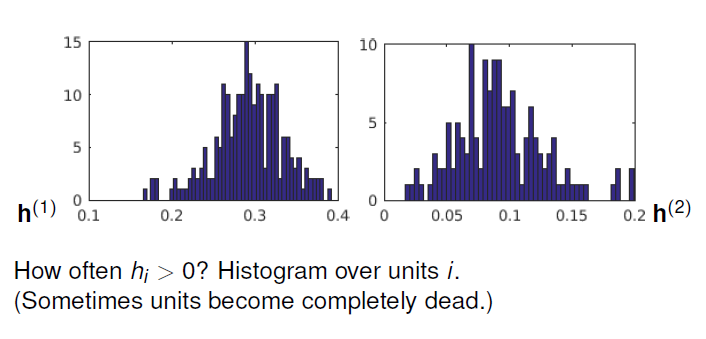 15
10
5
0
0.1 0.2 0.3 0.4
h(1)
10
5
0
0 0.05 0.1 0.15 0.2
h(2)
How often hᵢ > 0? Histogram over units i.
(Sometimes units become completely dead.)